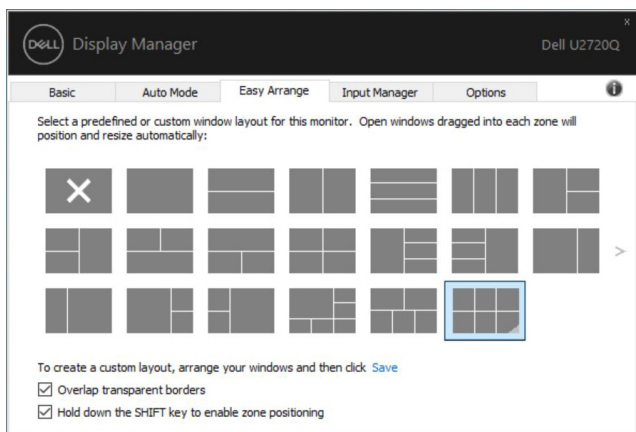 x
DELL Display Manager Dell U2720Q
Basic Auto Mode Easy Arrange Input Manager Options
Select a predefined or custom window layout for this monitor. Open windows dragged into each zone will
position and resize automatically:
To create a custom layout, arrange your windows and then click Save
Overlap transparent borders
Hold down the SHIFT key to enable zone positioning